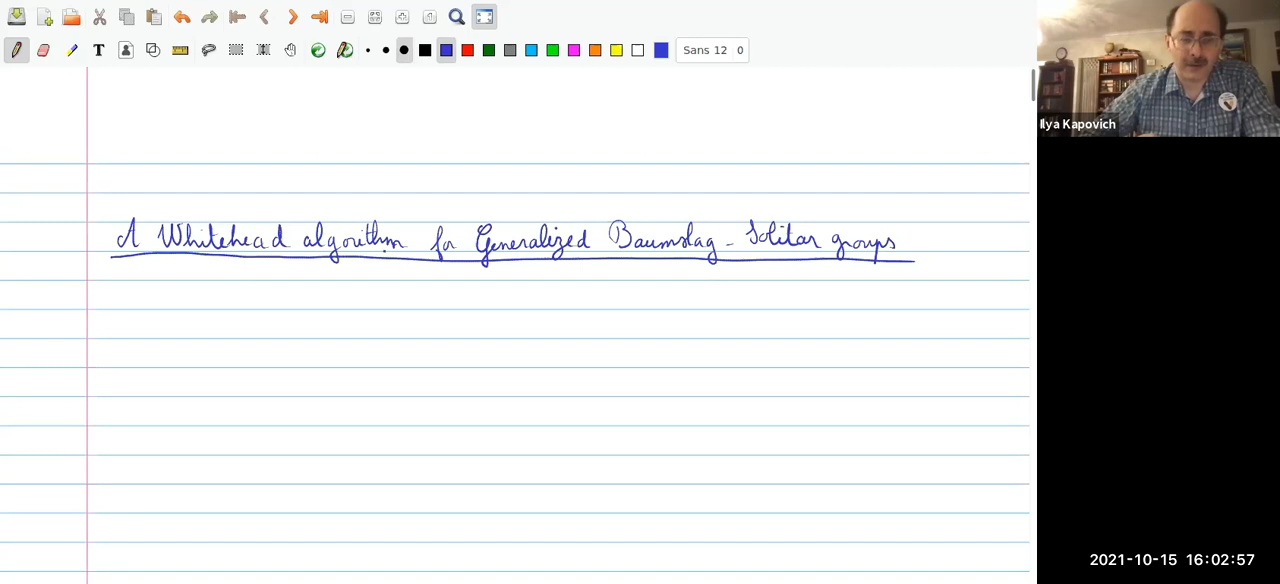 Sans 12 0
Ilya Kapovich
A Whitehead algorithm for Generalized Baumslag - Solitar groups
2021-10-15 16:02:57